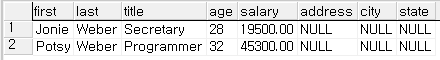 first last title age salary address city state
1 Jonie Weber Secretary 28 19500.00 NULL NULL NULL
2 Potsy Weber Programmer 32 45300.00 NULL NULL NULL